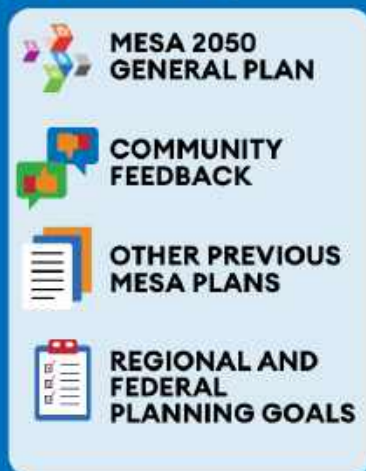 MESA 2050
GENERAL PLAN
COMMUNITY
FEEDBACK
OTHER PREVIOUS
MESA PLANS
REGIONAL AND
FEDERAL
PLANNING GOALS